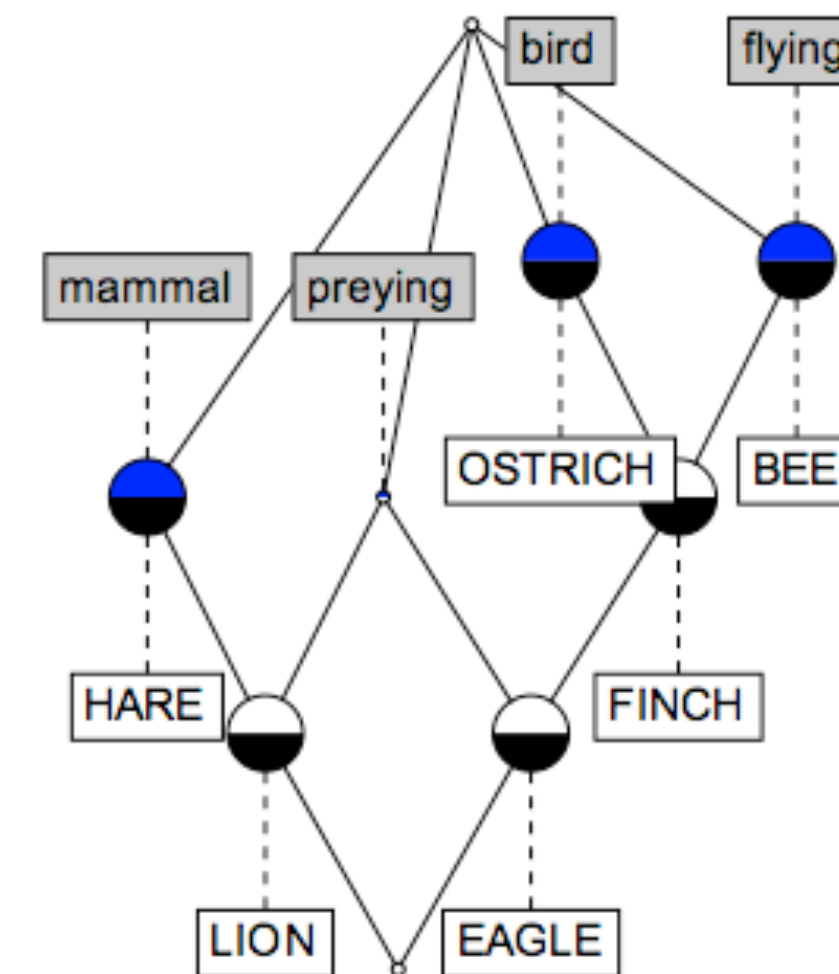 bird
flying
mammal
preying
OSTRICH
BEE
HARE
FINCH
LION
EAGLE